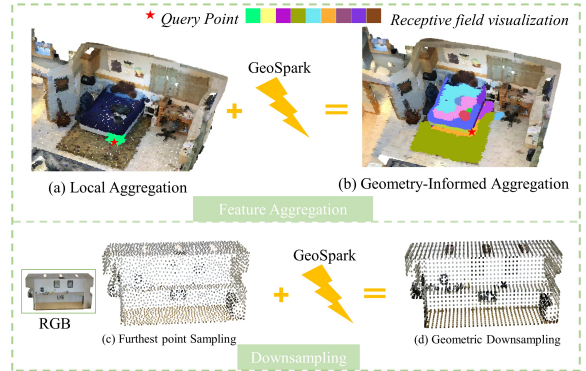 Query Point
Receptive field visualization
GeoSpark
(a) Local Aggregation
(b) Geometry-Informed Aggregation
Feature Aggregation
GeoSpark
RGB
(c) Furthest point Sampling
(d) Geometric Downsampling
Downsampling